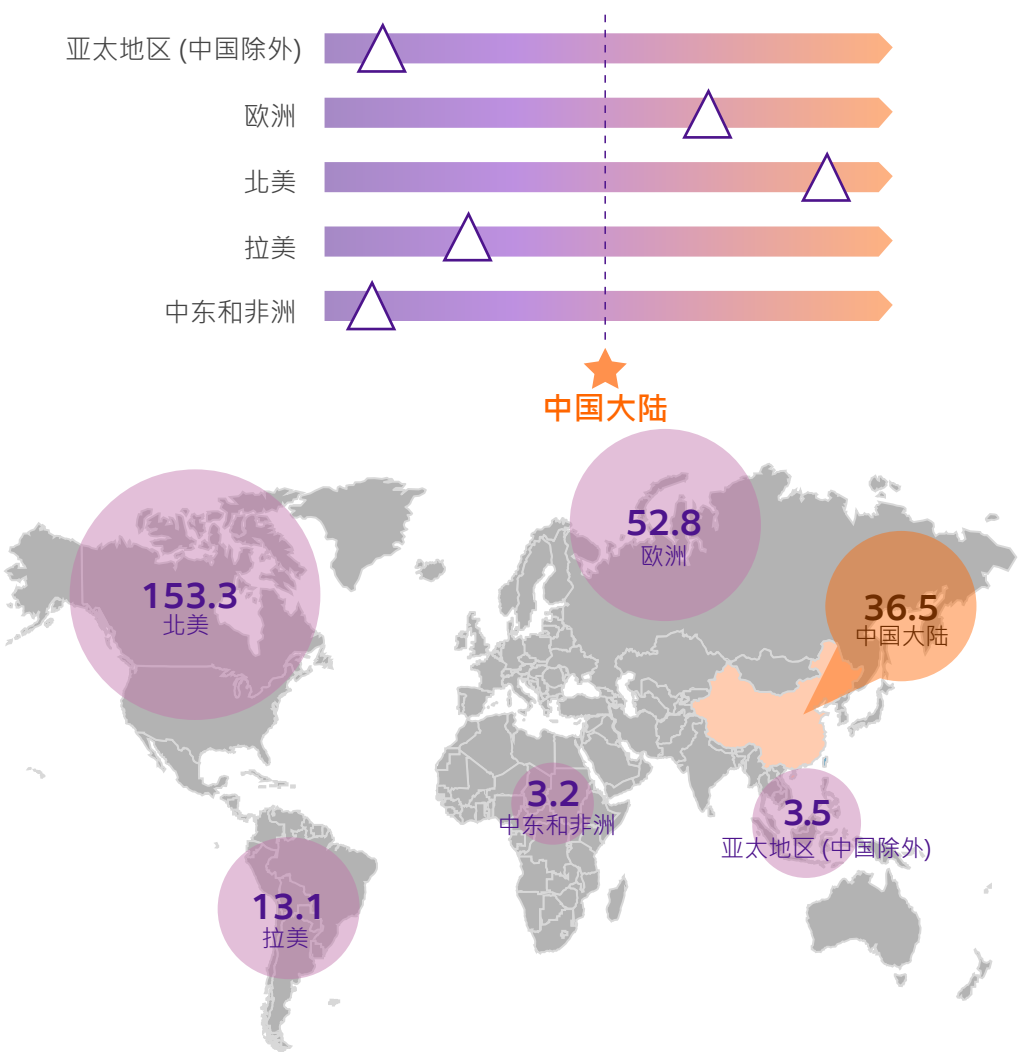 亚太地区 (中国除外)
欧洲
北美
拉美
中东和非洲
中国大陆
52.8
欧洲
153.3
北美
36.5
中国大陆
3.2
中东和非洲
3.5
亚太地区 (中国除外)
13.1
拉美